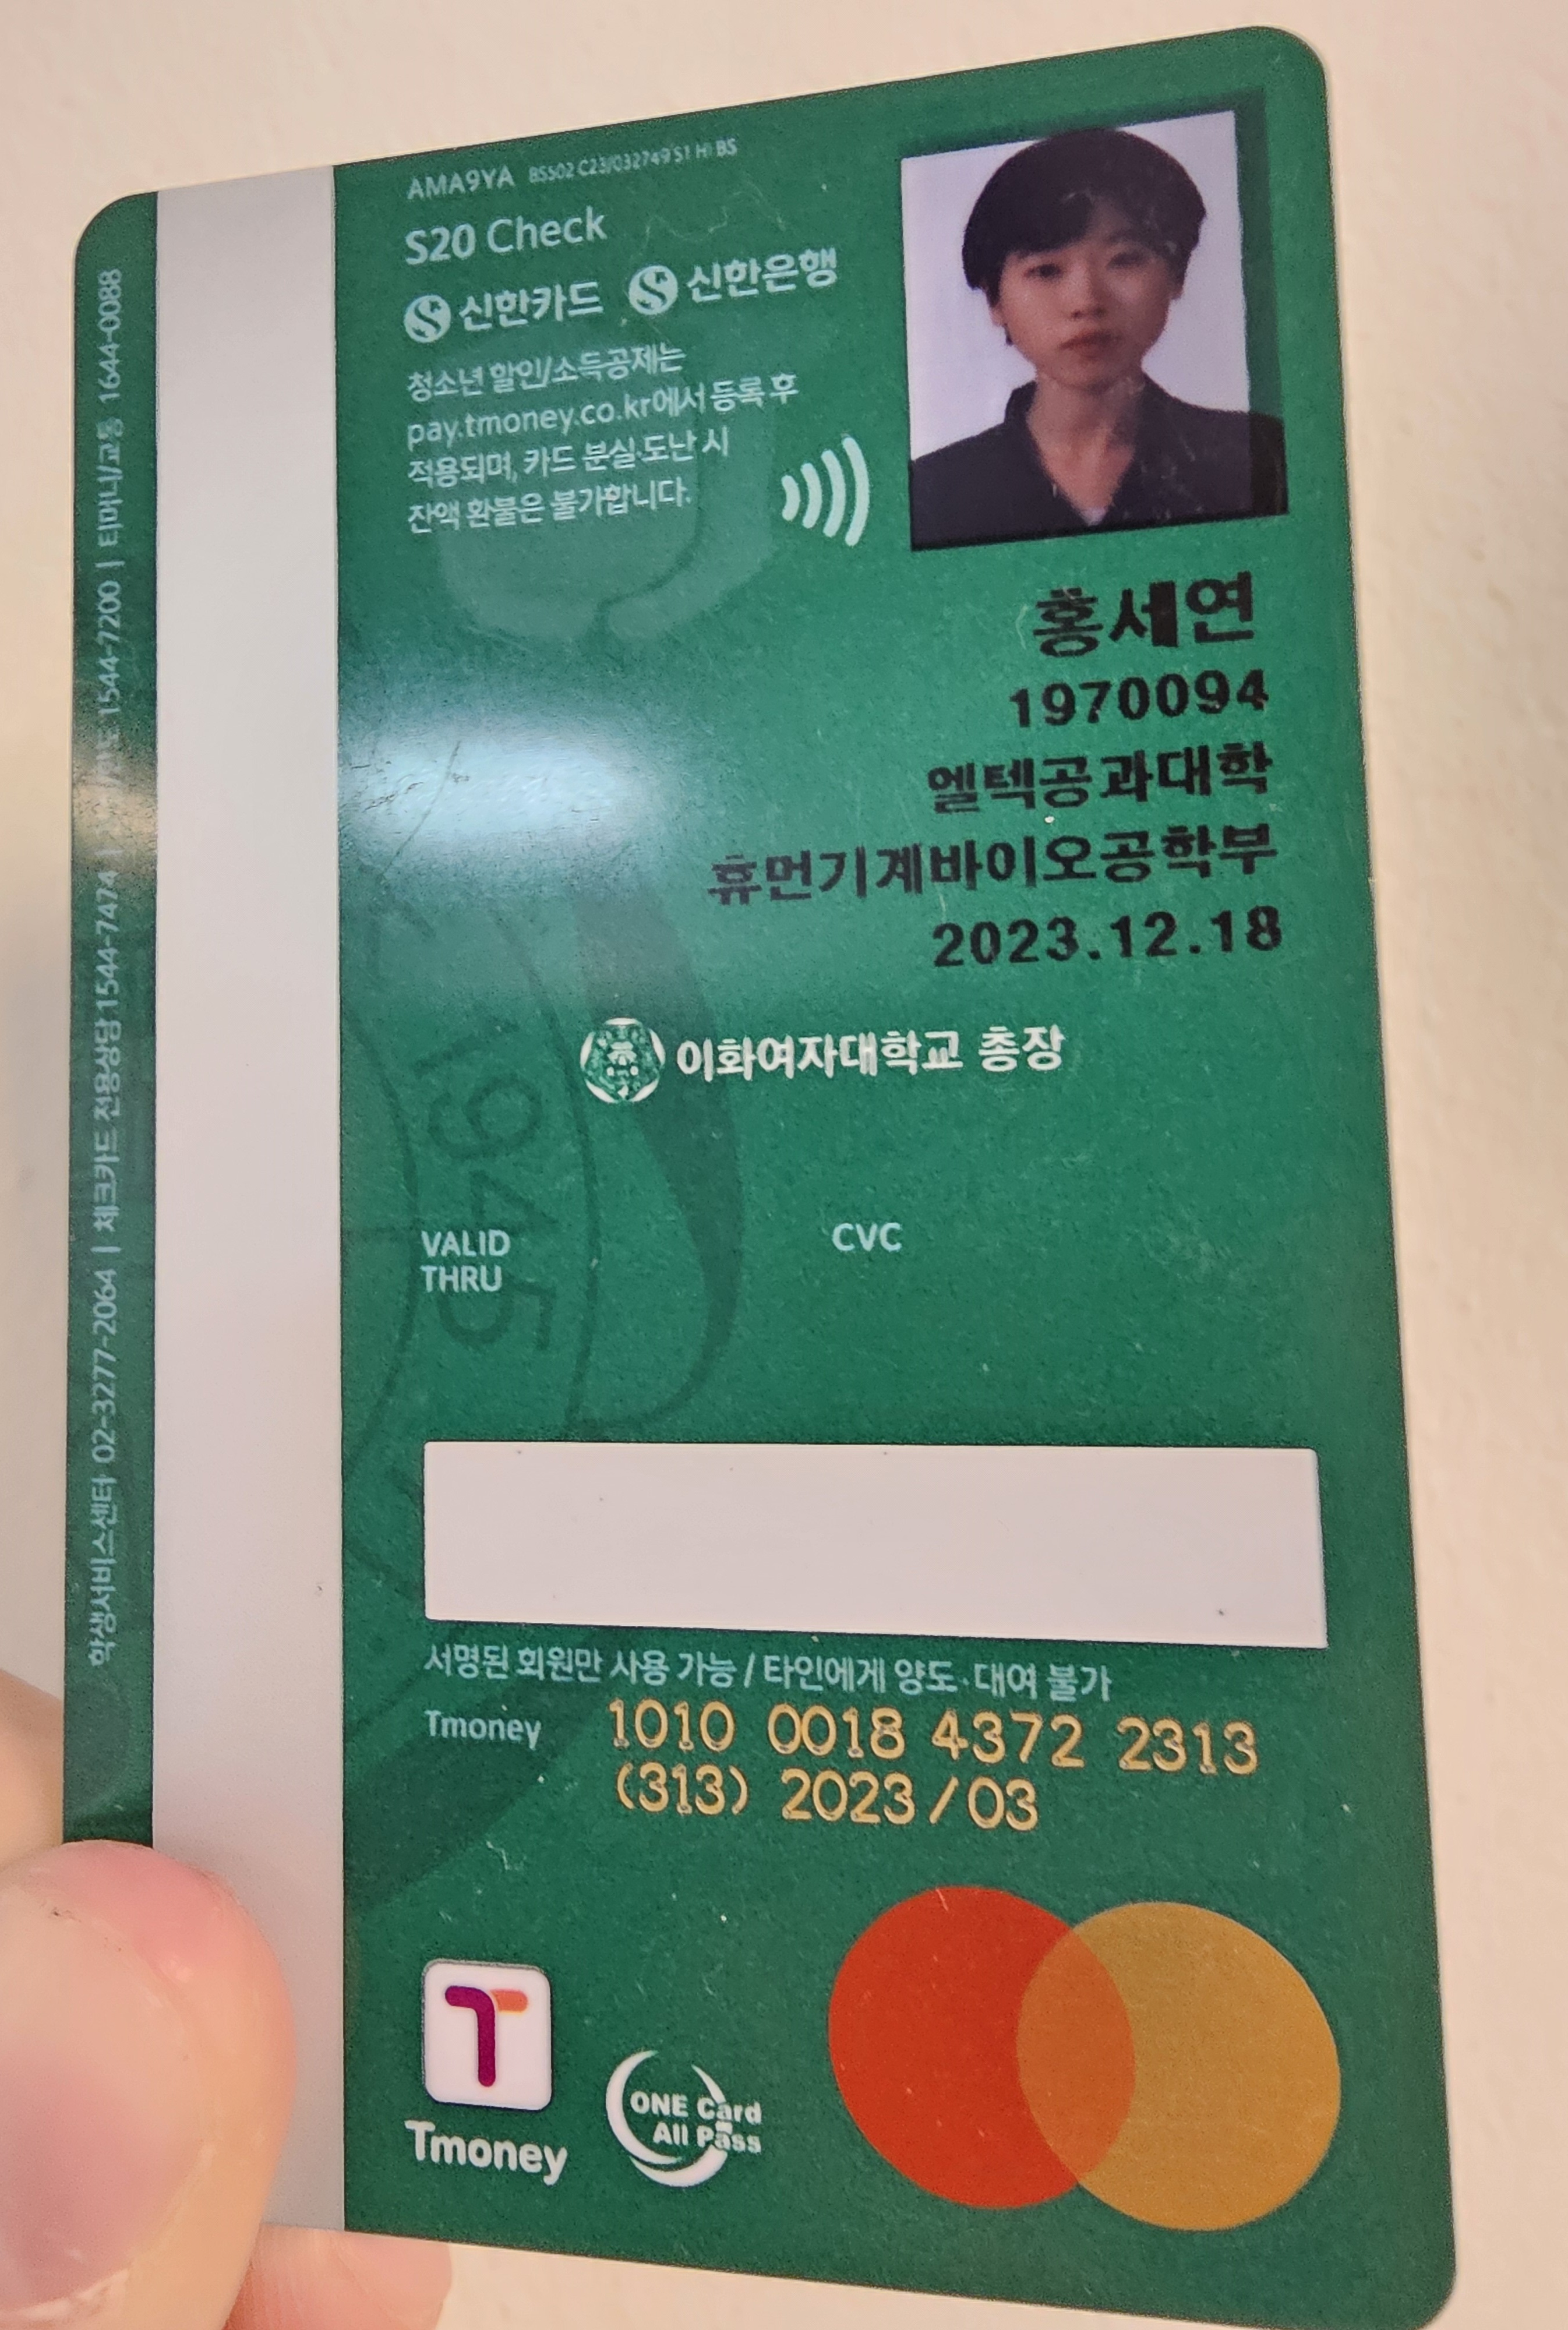 AMA9YA BSS02 C23/032749 S1 H BS
S20 Check
신한카드 신한은행
청소년 할인/소득공제는
pay.tmoney.co.kr에서 등록 후
적용되며, 카드 분실·도난 시
잔액 환불은 불가합니다.
홍세연
1970094
엘텍공과대학
휴먼기계바이오공학부
2023.12.18
이화여자대학교 총장
1945
VALID
THRU
CVC
서명된 회원만 사용 가능 / 타인에게 양도·대여 불가
Tmoney 1010 0018 4372 2313
(313) 2023/03
Tmoney
ONE Card
All Pass
학생서비스센터 02-3277-2064 | 체크카드 전용상담 1544-7474 | 1544-7200 | 티머니/교통 1644-0088